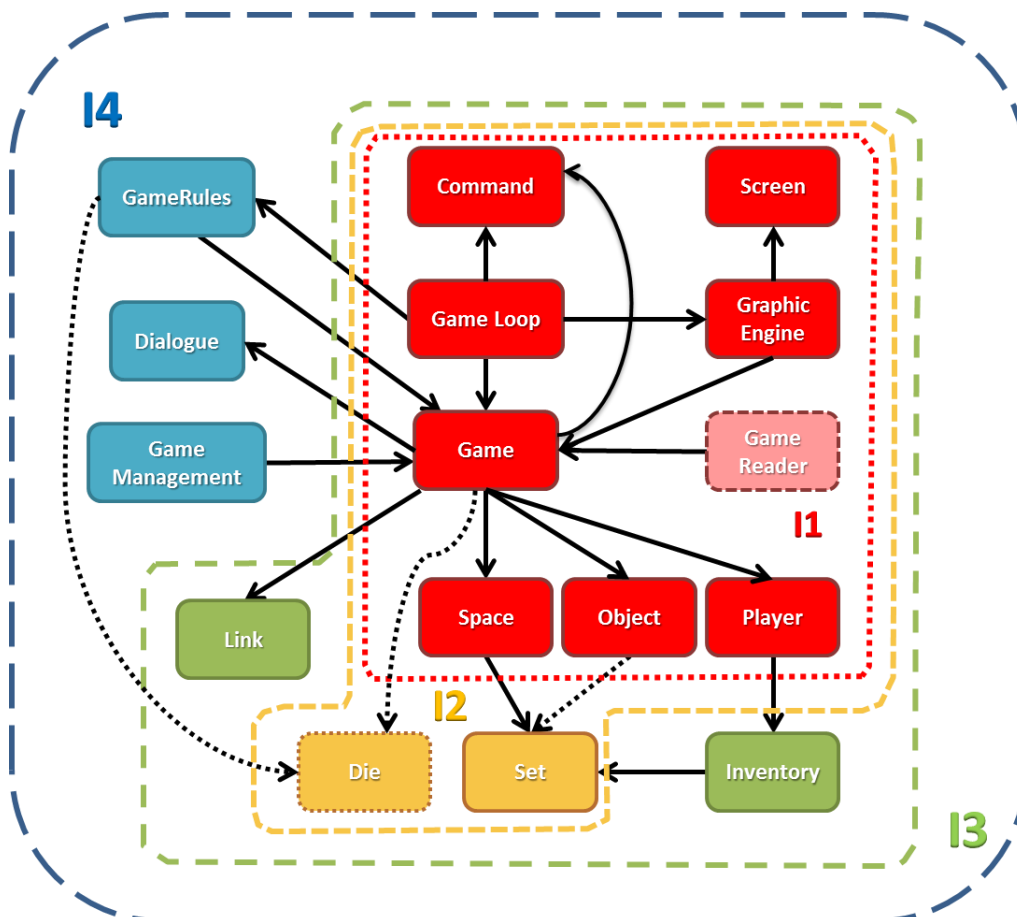 I4
GameRules
Command
Screen
Dialogue
Game Loop
Graphic
Engine
Game
Management
Game
Game
Reader
I1
Link
Space
Object
Player
I2
Die
Set
Inventory
I3